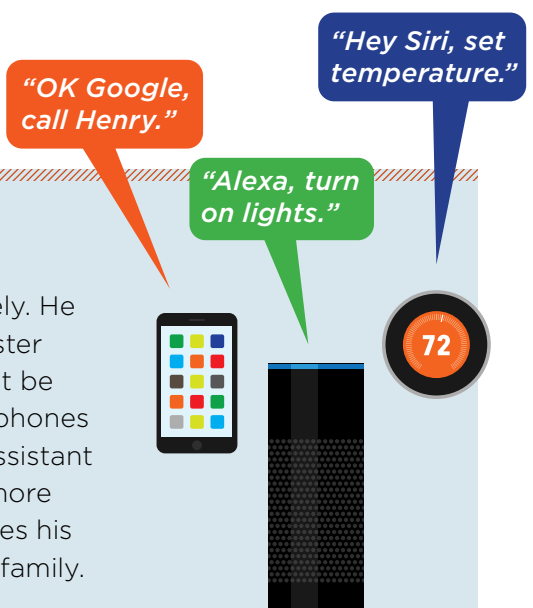 “Hey Siri, set
temperature.”
“OK Google,
call Henry.”
“Alexa, turn
on lights.”
72
ely. He
ster
t be
phones
ssistant
nore
es his
family.